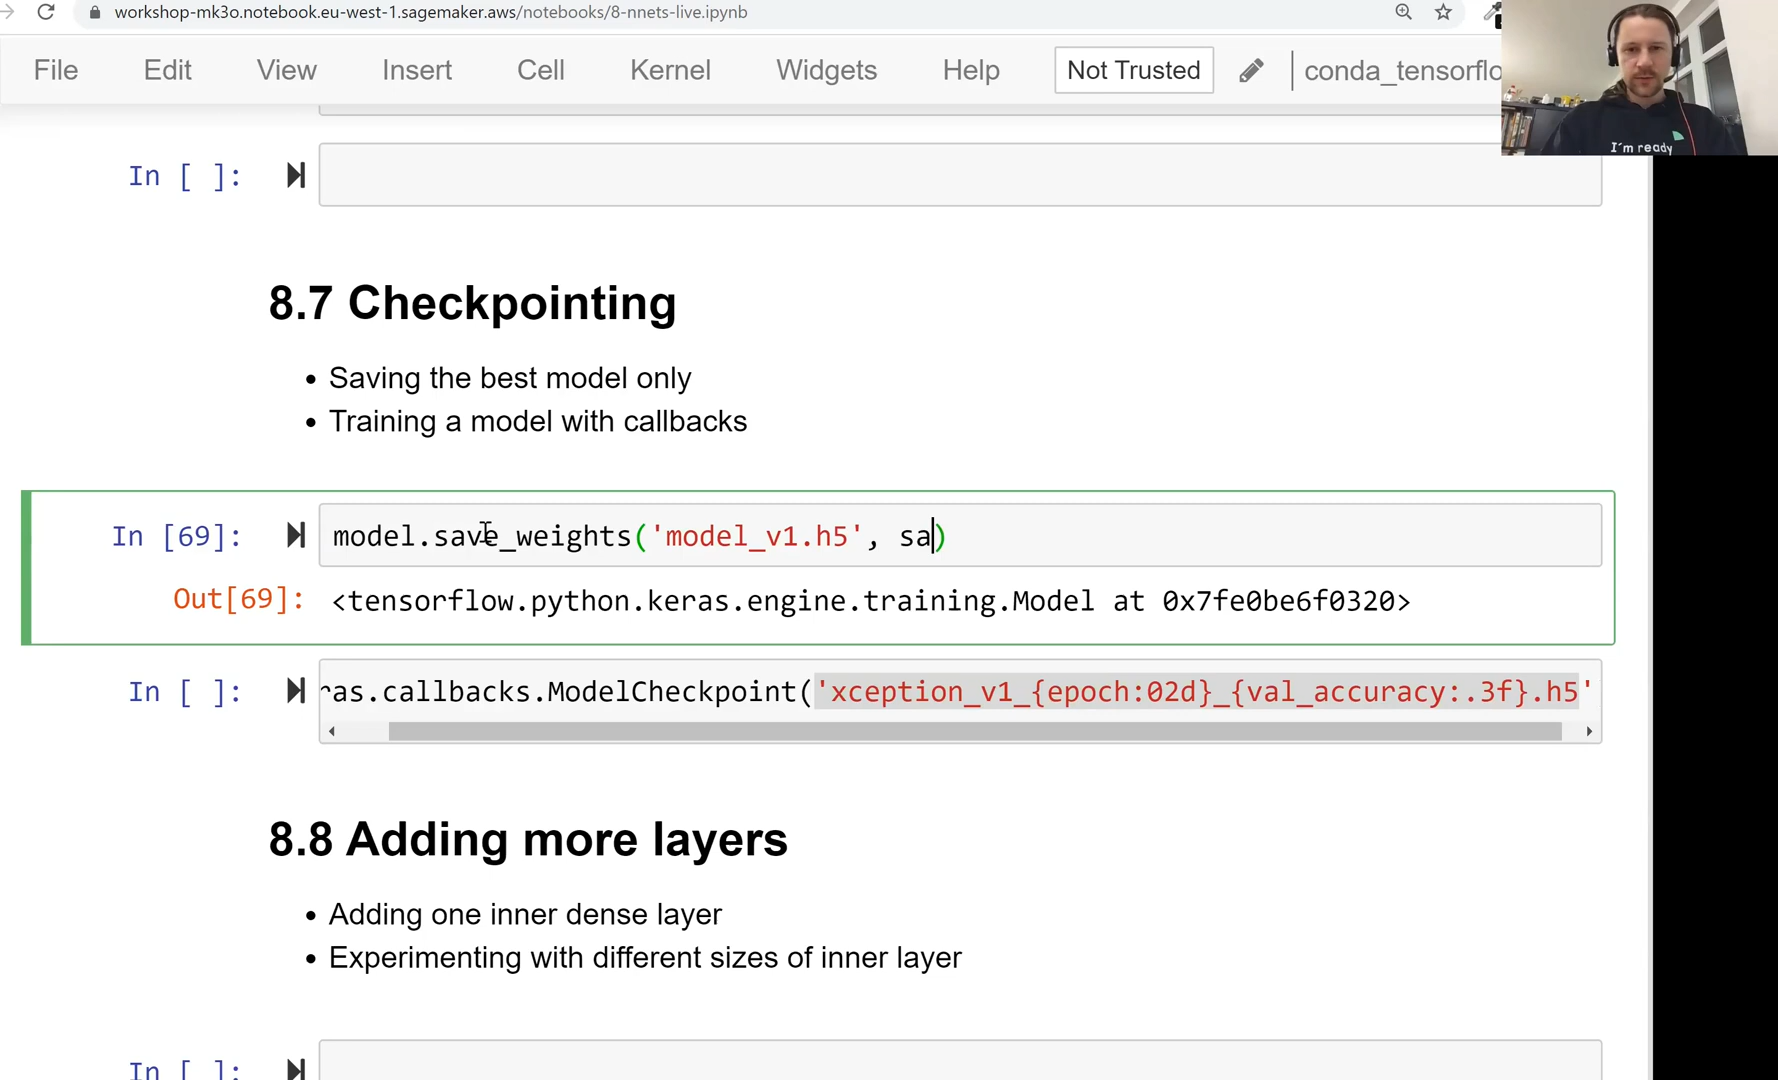 workshop-mk3o.notebook.eu-west-1.sagemaker.aws/notebooks/8-nnets-live.ipynb
File Edit View Insert Cell Kernel Widgets Help Not Trusted conda_tensorflo
I'm ready
In [ ]:
8.7 Checkpointing
Saving the best model only
Training a model with callbacks
In [69]: model.save_weights('model_v1.h5', sa)
Out[69]: <tensorflow.python.keras.engine.training.Model at 0x7fe0be6f0320>
In [ ]: ras.callbacks.ModelCheckpoint('xception_v1_{epoch:02d}_{val_accuracy:.3f}.h5'
8.8 Adding more layers
Adding one inner dense layer
Experimenting with different sizes of inner layer
In [ ]: